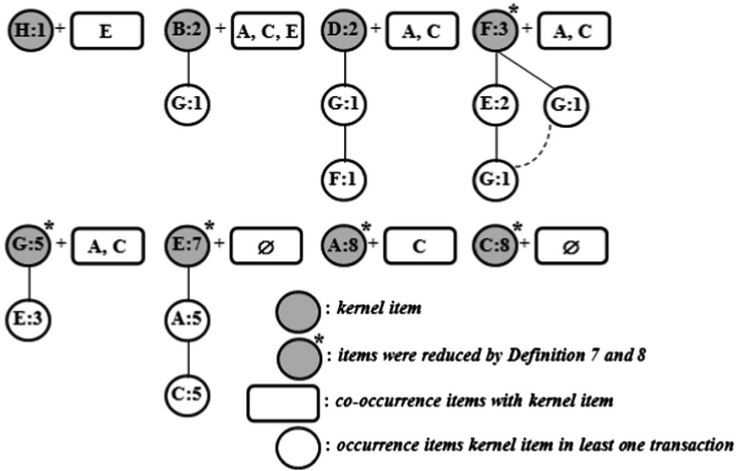 H:1 + E B:2 + A, C, E D:2 + A, C F:3 * + A, C
G:1 G:1 E:2 G:1
F:1 G:1
G:5 * + A, C E:7 * + ∅ A:8 * + C C:8 * + ∅
E:3 A:5
C:5
: kernel item
* : items were reduced by Definition 7 and 8
: co-occurrence items with kernel item
: occurrence items kernel item in least one transaction